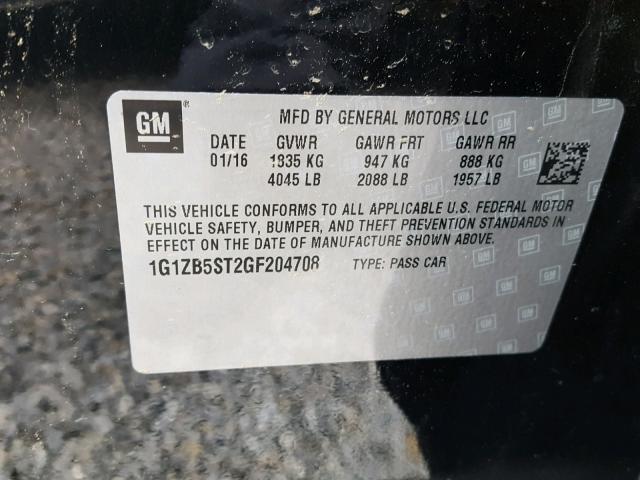 GM ® MFD BY GENERAL MOTORS LLC
DATE GVWR GAWR FRT GAWR RR
01/16 1835 KG 947 KG 888 KG
4045 LB 2088 LB 1957 LB
THIS VEHICLE CONFORMS TO ALL APPLICABLE U.S. FEDERAL MOTOR
VEHICLE SAFETY, BUMPER, AND THEFT PREVENTION STANDARDS IN
EFFECT ON THE DATE OF MANUFACTURE SHOWN ABOVE.
1G1ZB5ST2GF204708 TYPE: PASS CAR